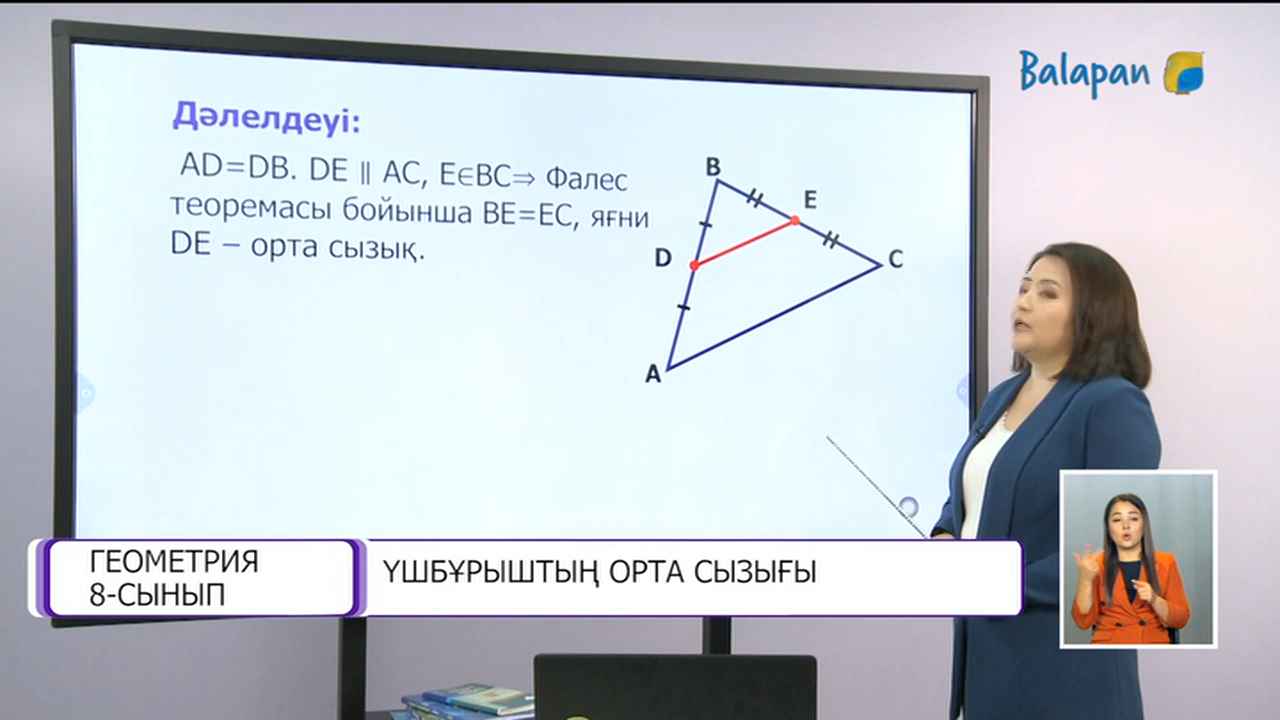 Balapan
Дәлелдеуі:
AD=DB. DE ∥ AC, E∈BC⇒ Фалес
теоремасы бойынша BE=EC, яғни
DE – орта сызық.
B
E
D
C
A
ГЕОМЕТРИЯ
8-СЫНЫП
ҮШБҰРЫШТЫҢ ОРТА СЫЗЫҒЫ